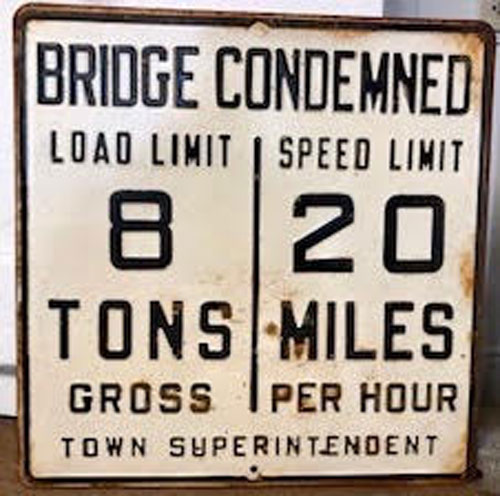 BRIDGE CONDEMNED
LOAD LIMIT
8
TONS
GROSS
SPEED LIMIT
20
MILES
PER HOUR
TOWN SUPERINTENDENT